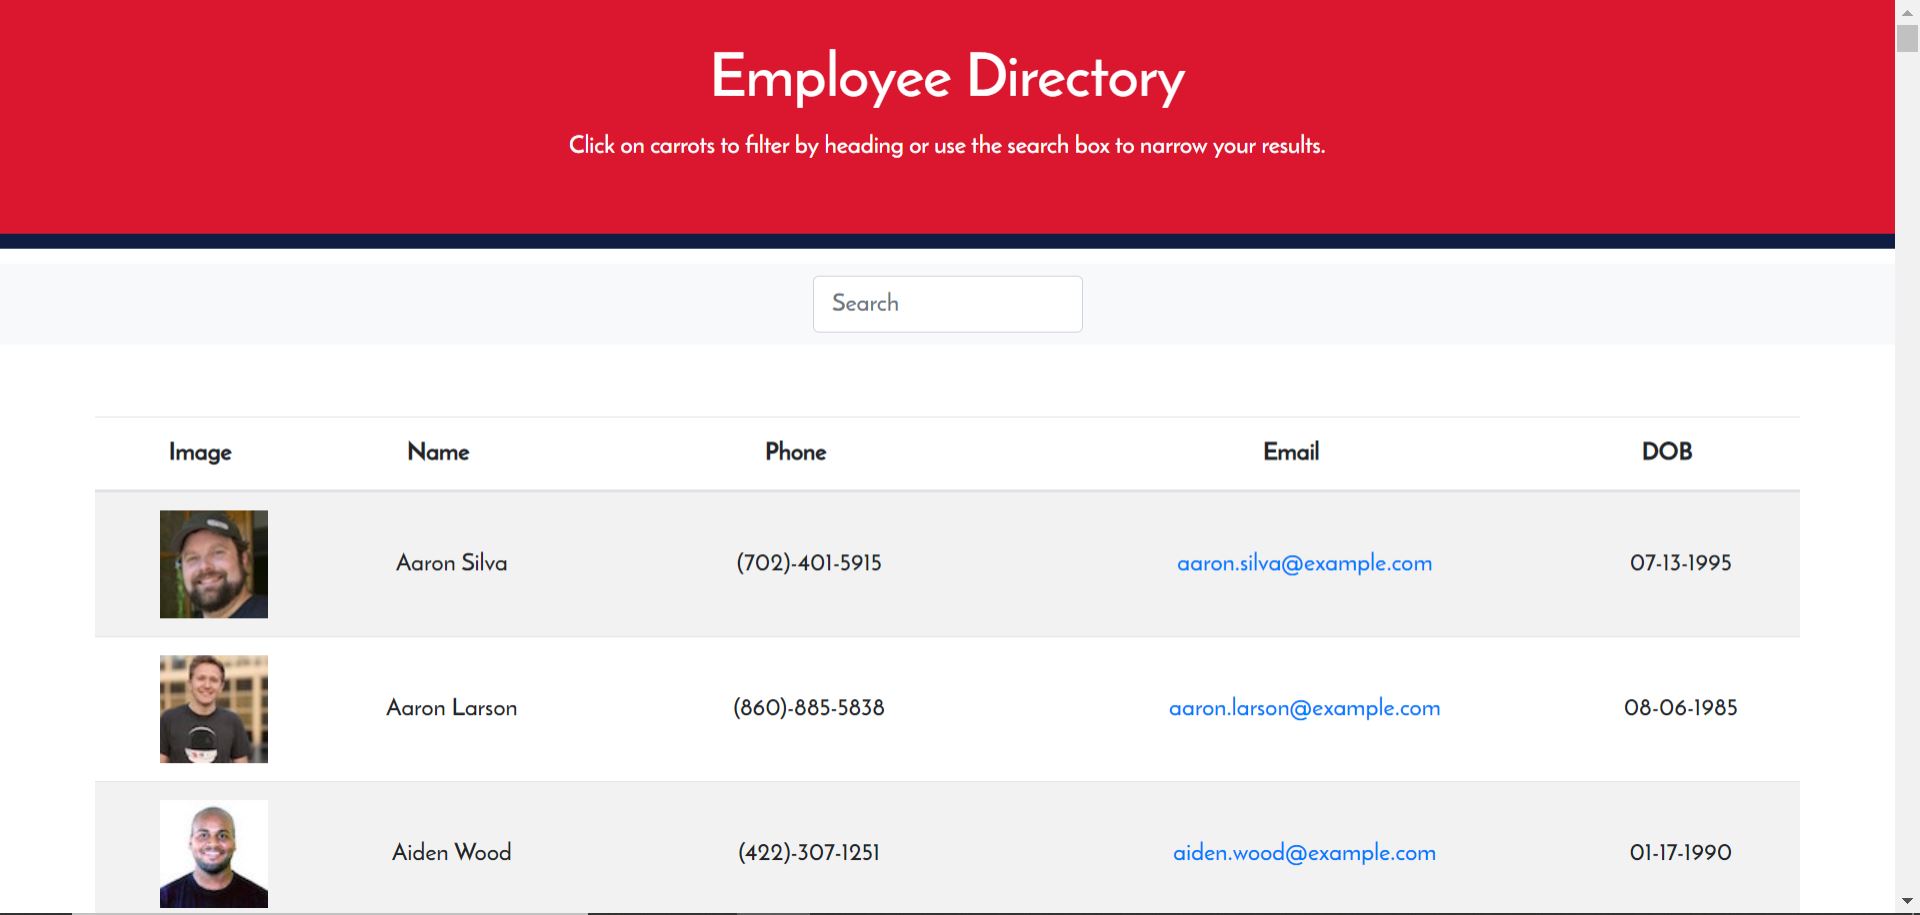 Employee Directory
Click on carrots to filter by heading or use the search box to narrow your results.
Search
Image Name Phone Email DOB
Aaron Silva (702)-401-5915 aaron.silva@example.com 07-13-1995
Aaron Larson (860)-885-5838 aaron.larson@example.com 08-06-1985
Aiden Wood (422)-307-1251 aiden.wood@example.com 01-17-1990